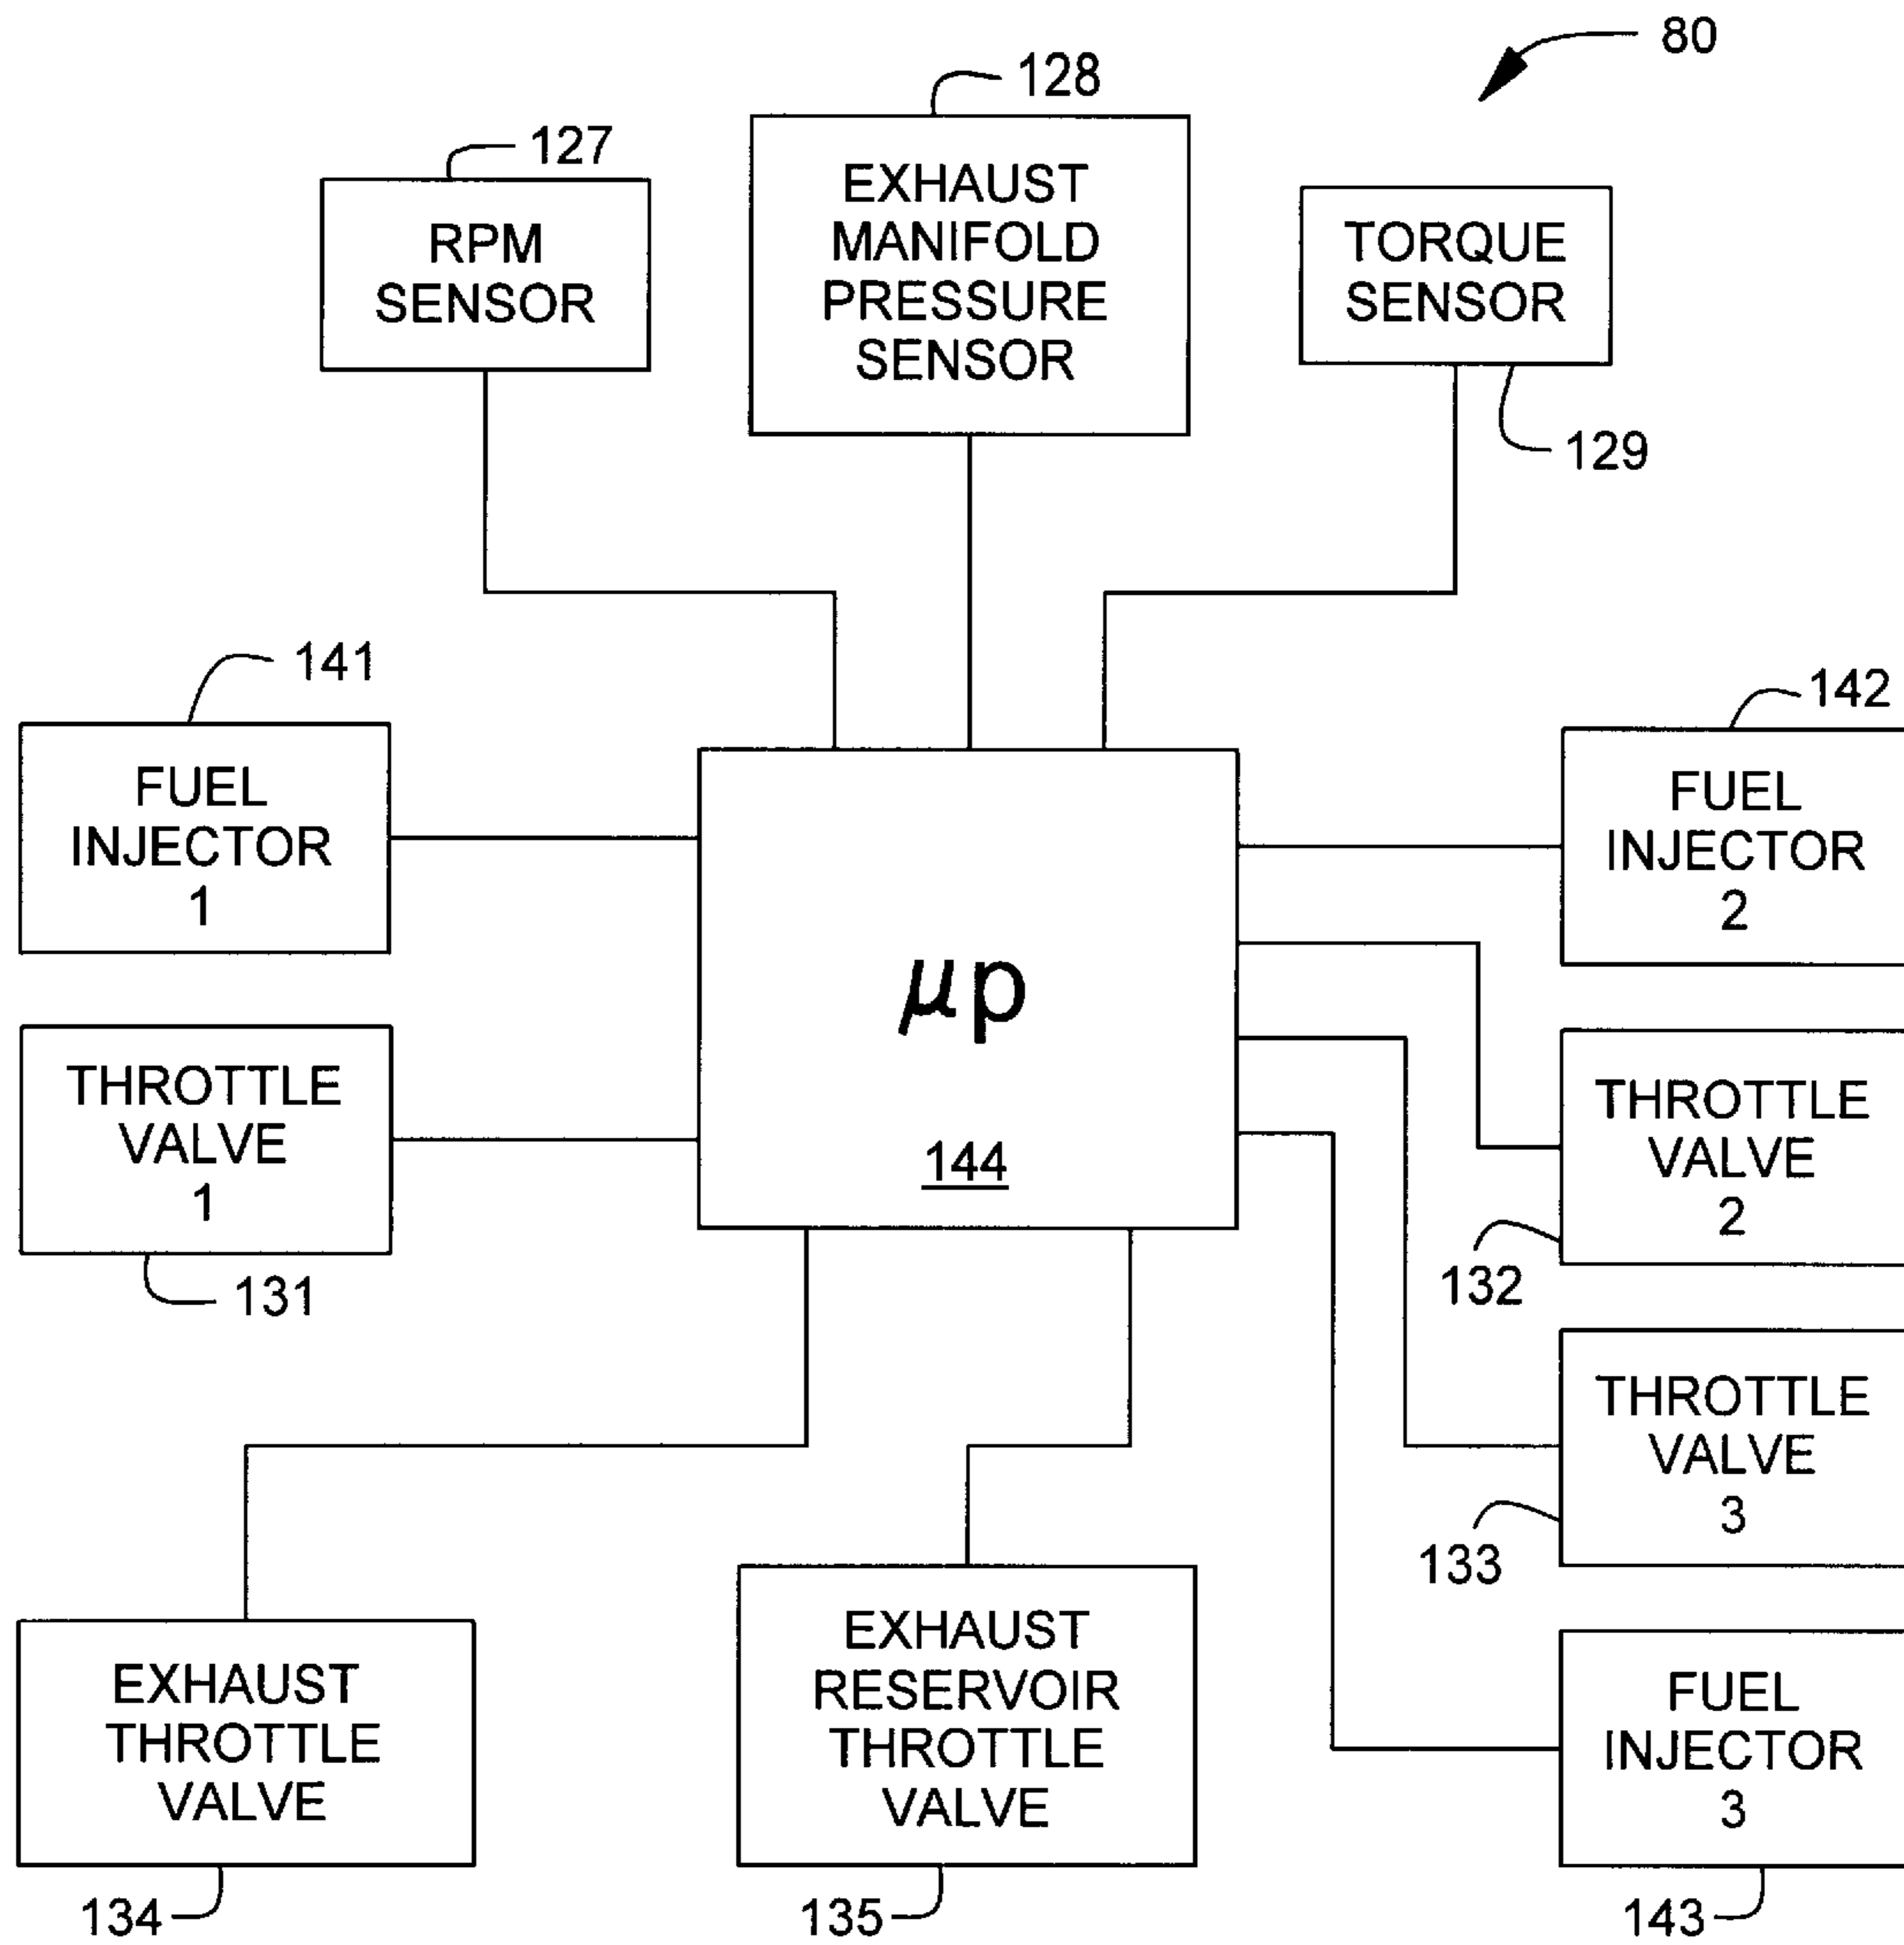 80
128
127
EXHAUST
MANIFOLD
PRESSURE
SENSOR
RPM
SENSOR
TORQUE
SENSOR
129
141
142
FUEL
INJECTOR
1
FUEL
INJECTOR
2
µp
144
THROTTLE
VALVE
1
131
THROTTLE
VALVE
2
132
THROTTLE
VALVE
3
133
EXHAUST
THROTTLE
VALVE
134
EXHAUST
RESERVOIR
THROTTLE
VALVE
135
FUEL
INJECTOR
3
143